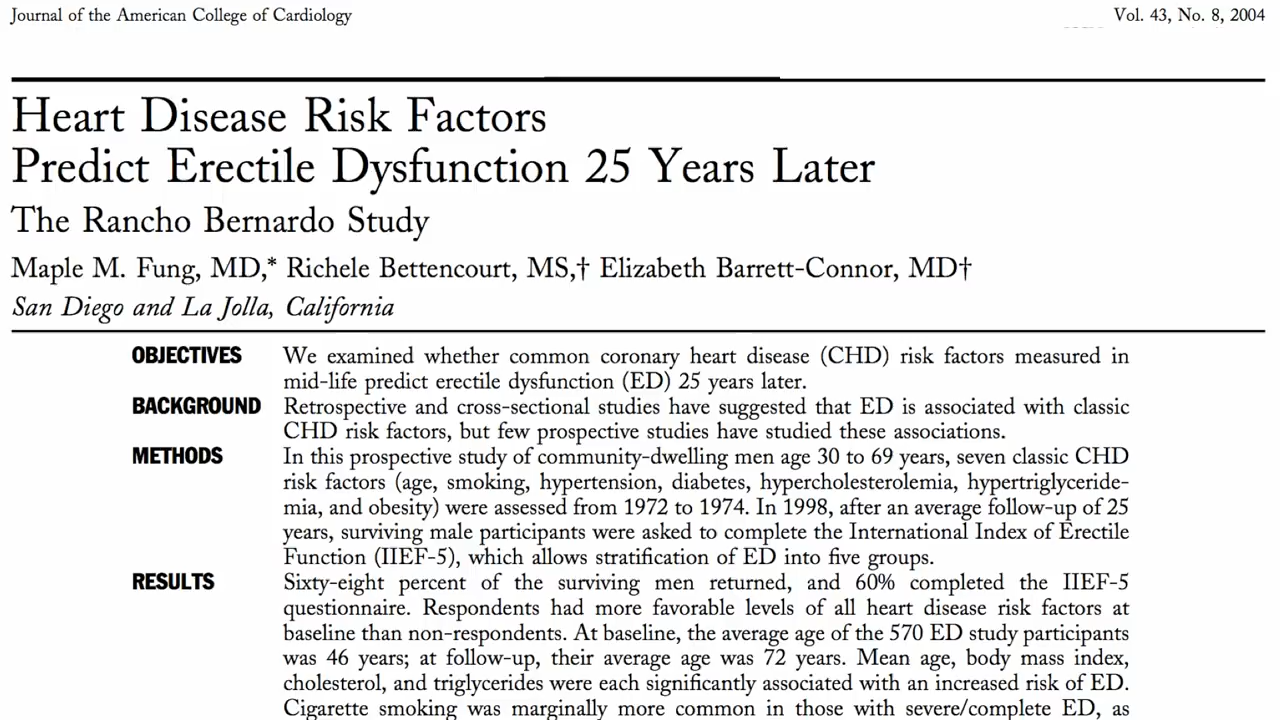 Journal of the American College of Cardiology
Vol. 43, No. 8, 2004
Heart Disease Risk Factors
Predict Erectile Dysfunction 25 Years Later
The Rancho Bernardo Study
Maple M. Fung, MD,* Richele Bettencourt, MS,† Elizabeth Barrett-Connor, MD†
San Diego and La Jolla, California
OBJECTIVES We examined whether common coronary heart disease (CHD) risk factors measured in
mid-life predict erectile dysfunction (ED) 25 years later.
BACKGROUND Retrospective and cross-sectional studies have suggested that ED is associated with classic
CHD risk factors, but few prospective studies have studied these associations.
METHODS In this prospective study of community-dwelling men age 30 to 69 years, seven classic CHD
risk factors (age, smoking, hypertension, diabetes, hypercholesterolemia, hypertriglyceride-
mia, and obesity) were assessed from 1972 to 1974. In 1998, after an average follow-up of 25
years, surviving male participants were asked to complete the International Index of Erectile
Function (IIEF-5), which allows stratification of ED into five groups.
RESULTS Sixty-eight percent of the surviving men returned, and 60% completed the IIEF-5
questionnaire. Respondents had more favorable levels of all heart disease risk factors at
baseline than non-respondents. At baseline, the average age of the 570 ED study participants
was 46 years; at follow-up, their average age was 72 years. Mean age, body mass index,
cholesterol, and triglycerides were each significantly associated with an increased risk of ED.
Cigarette smoking was marginally more common in those with severe/complete ED, as